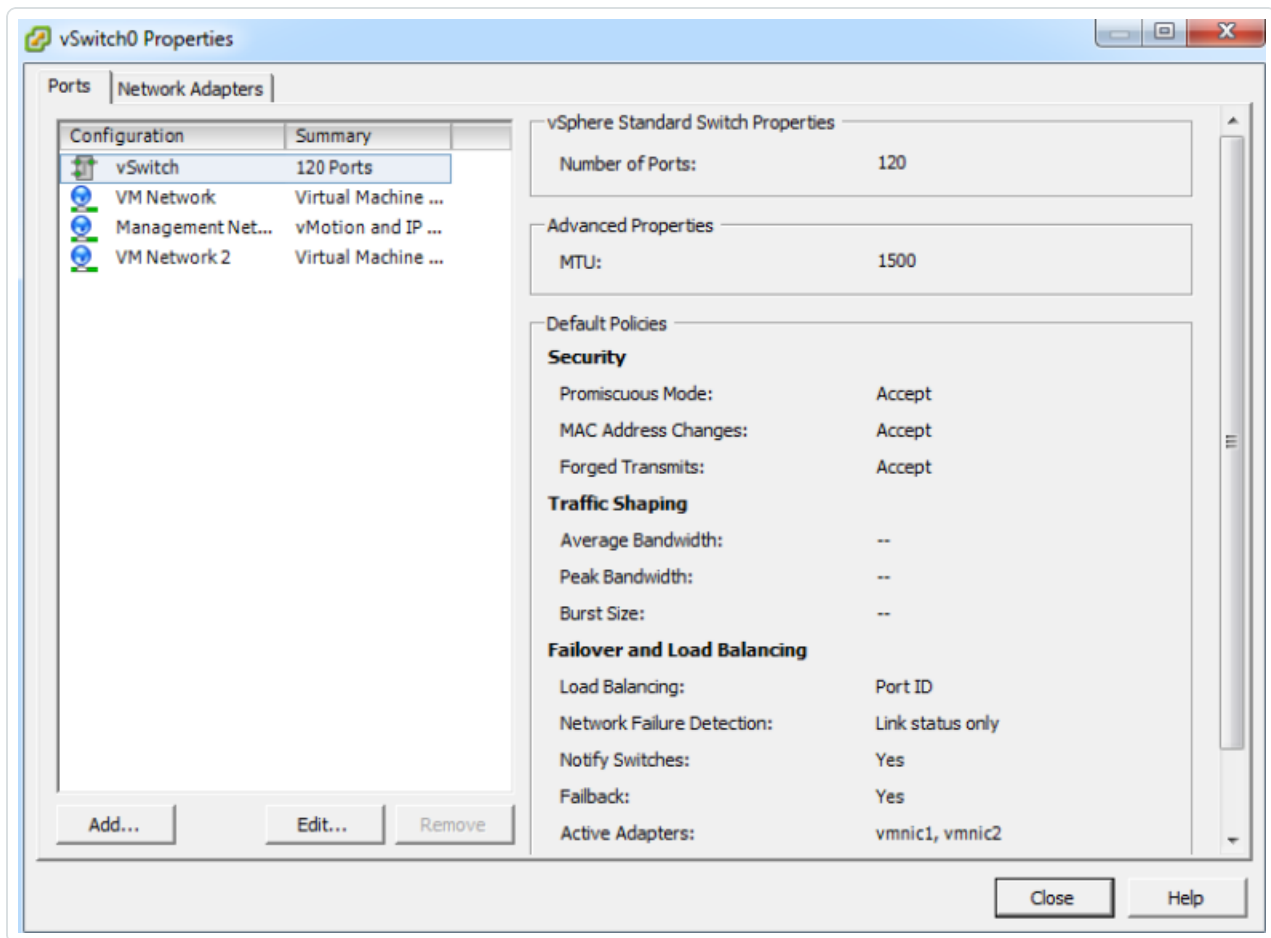 vSwitch0 Properties
Ports Network Adapters
Configuration Summary
vSwitch 120 Ports
VM Network Virtual Machine ...
Management Net... vMotion and IP ...
VM Network 2 Virtual Machine ...
Add... Edit... Remove
vSphere Standard Switch Properties
Number of Ports: 120
Advanced Properties
MTU: 1500
Default Policies
Security
Promiscuous Mode: Accept
MAC Address Changes: Accept
Forged Transmits: Accept
Traffic Shaping
Average Bandwidth: --
Peak Bandwidth: --
Burst Size: --
Failover and Load Balancing
Load Balancing: Port ID
Network Failure Detection: Link status only
Notify Switches: Yes
Failback: Yes
Active Adapters: vmnic1, vmnic2
Close Help